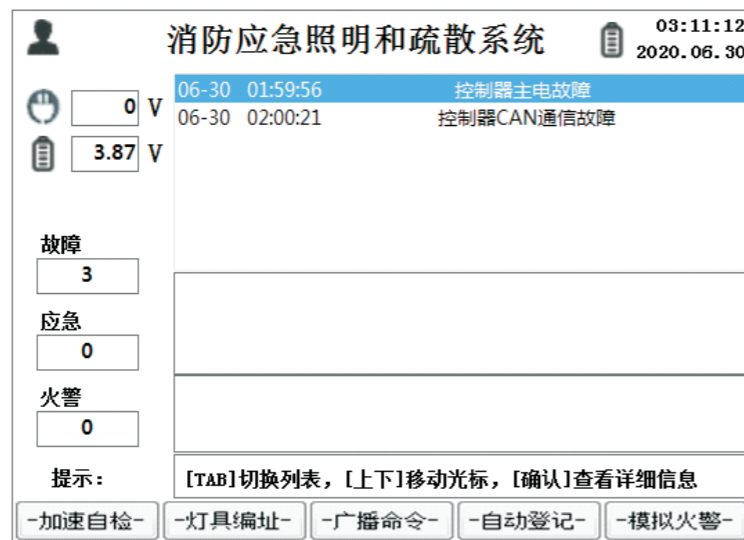 消防应急照明和疏散系统
03:11:12
2020.06.30
0 V
3.87 V
06-30 01:59:56 控制器主电故障
06-30 02:00:21 控制器CAN通信故障
故障
3
应急
0
火警
0
提示: [TAB]切换列表，[上下]移动光标，[确认]查看详细信息
-加速自检- -灯具编址- -广播命令- -自动登记- -模拟火警-